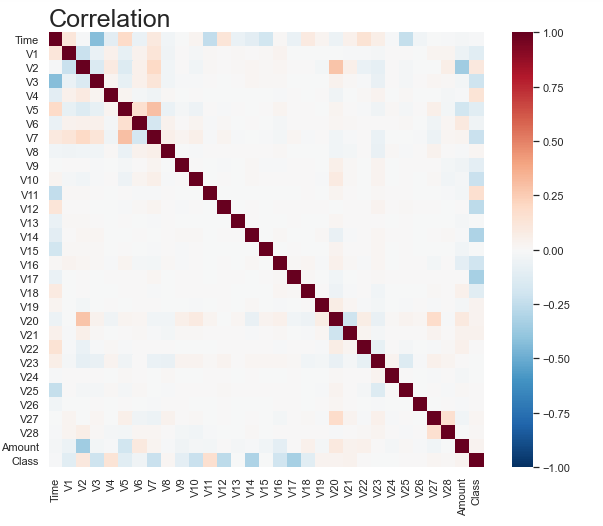 Correlation
Time
V1
V2
V3
V4
V5
V6
V7
V8
V9
V10
V11
V12
V13
V14
V15
V16
V17
V18
V19
V20
V21
V22
V23
V24
V25
V26
V27
V28
Amount
Class
Time
V1
V2
V3
V4
V5
V6
V7
V8
V9
V10
V11
V12
V13
V14
V15
V16
V17
V18
V19
V20
V21
V22
V23
V24
V25
V26
V27
V28
Amount
Class
1.00
0.75
0.50
0.25
0.00
−0.25
−0.50
−0.75
−1.00